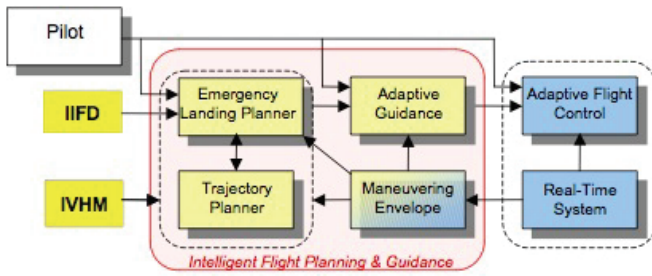 Pilot
IIFD
Emergency
Landing Planner
Adaptive
Guidance
Adaptive Flight
Control
IVHM
Trajectory
Planner
Maneuvering
Envelope
Real-Time
System
Intelligent Flight Planning & Guidance